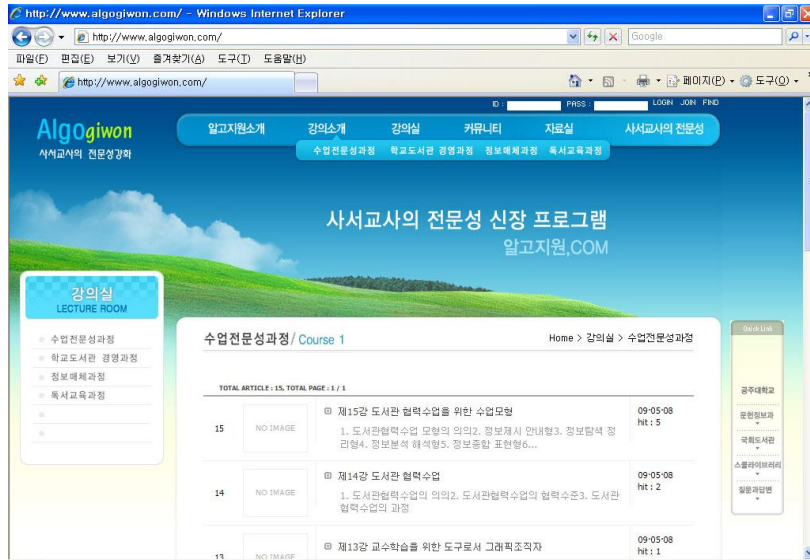 http://www.algogiwon.com/ - Windows Internet Explorer
http://www.algogiwon.com/
Google
파일(F) 편집(E) 보기(V) 즐겨찾기(A) 도구(T) 도움말(H)
http://www.algogiwon.com/
페이지(P) 도구(O)
ID : PASS : LOGIN JOIN FIND
Algogiwon
사서교사의 전문성강화
알고지원소개 강의소개 강의실 커뮤니티 자료실 사서교사의 전문성
수업전문성과정 학교도서관 경영과정 정보매체과정 독서교육과정
사서교사의 전문성 신장 프로그램
알고지원.COM
강의실
LECTURE ROOM
수업전문성과정
학교도서관 경영과정
정보매체과정
독서교육과정
수업전문성과정/ Course 1
Home > 강의실 > 수업전문성과정
TOTAL ARTICLE : 15, TOTAL PAGE : 1 / 1
15 NO IMAGE 제15강 도서관 협력수업을 위한 수업모형 09-05-08
hit : 5
1. 도서관협력수업 모형의 의의2. 정보제시 안내형3. 정보탐색 정
리형4. 정보분석 해석형5. 정보종합 표현형6...
14 NO IMAGE 제14강 도서관 협력수업 09-05-08
hit : 2
1. 도서관협력수업의 의의2. 도서관협력수업의 협력수준3. 도서관
협력수업의 과정
13 NO IMAGE 제13강 교수학습을 위한 도구로서 그래픽조직자 09-05-08
hit : 1
Quick Link
공주대학교
문헌정보과
국회도서관
스쿨라이브러리
질문과답변